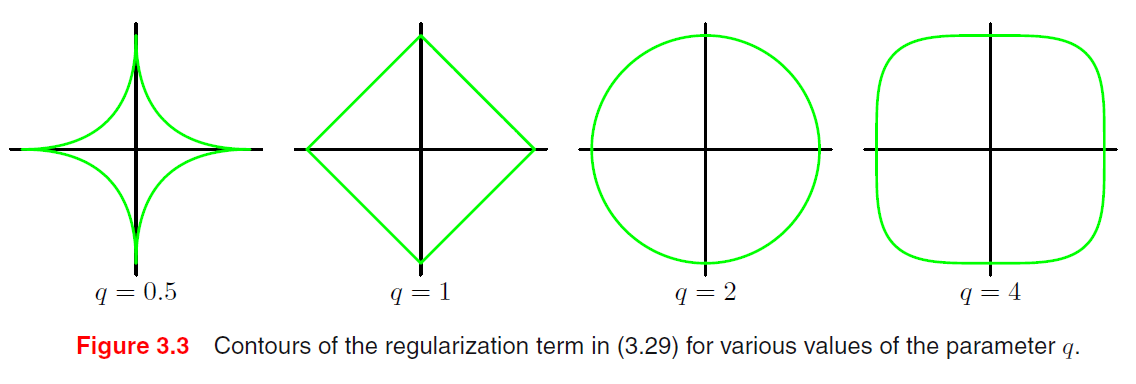 q = 0.5
q = 1
q = 2
q = 4
Figure 3.3 Contours of the regularization term in (3.29) for various values of the parameter q.